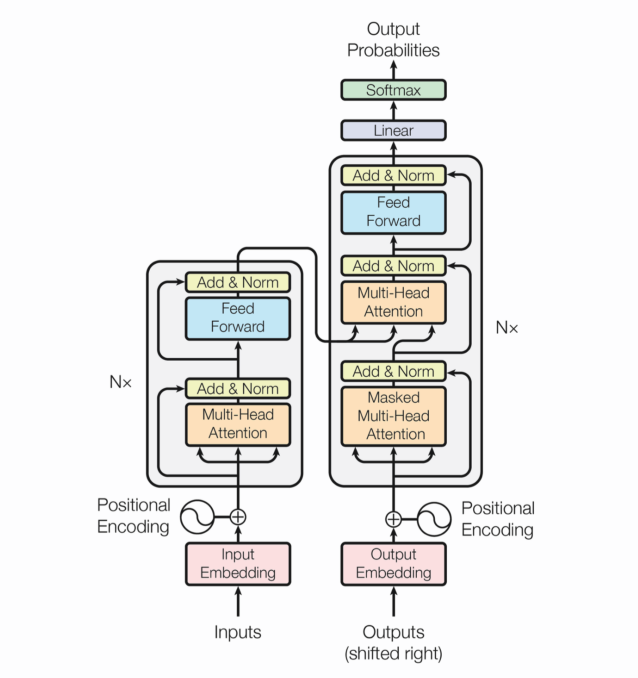 Output
Probabilities
Softmax
Linear
Add & Norm
Feed
Forward
Add & Norm
Multi-Head
Attention
Add & Norm
Masked
Multi-Head
Attention
Nx
Add & Norm
Feed
Forward
Add & Norm
Multi-Head
Attention
N×
Positional
Encoding
Positional
Encoding
Input
Embedding
Output
Embedding
Inputs
Outputs
(shifted right)